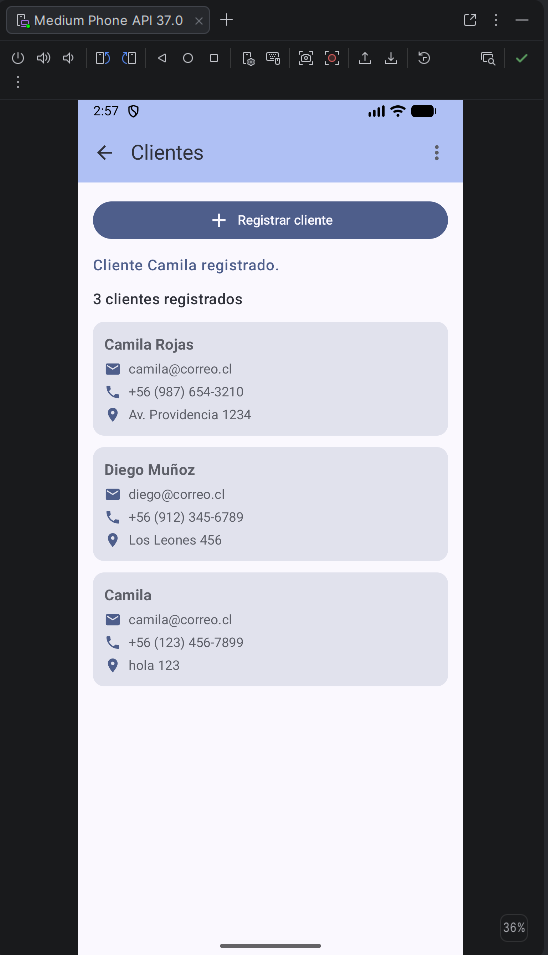 Medium Phone API 37.0
2:57
Clientes
Registrar cliente
Cliente Camila registrado.
3 clientes registrados
Camila Rojas
camila@correo.cl
+56 (987) 654-3210
Av. Providencia 1234
Diego Muñoz
diego@correo.cl
+56 (912) 345-6789
Los Leones 456
Camila
camila@correo.cl
+56 (123) 456-7899
hola 123
36%